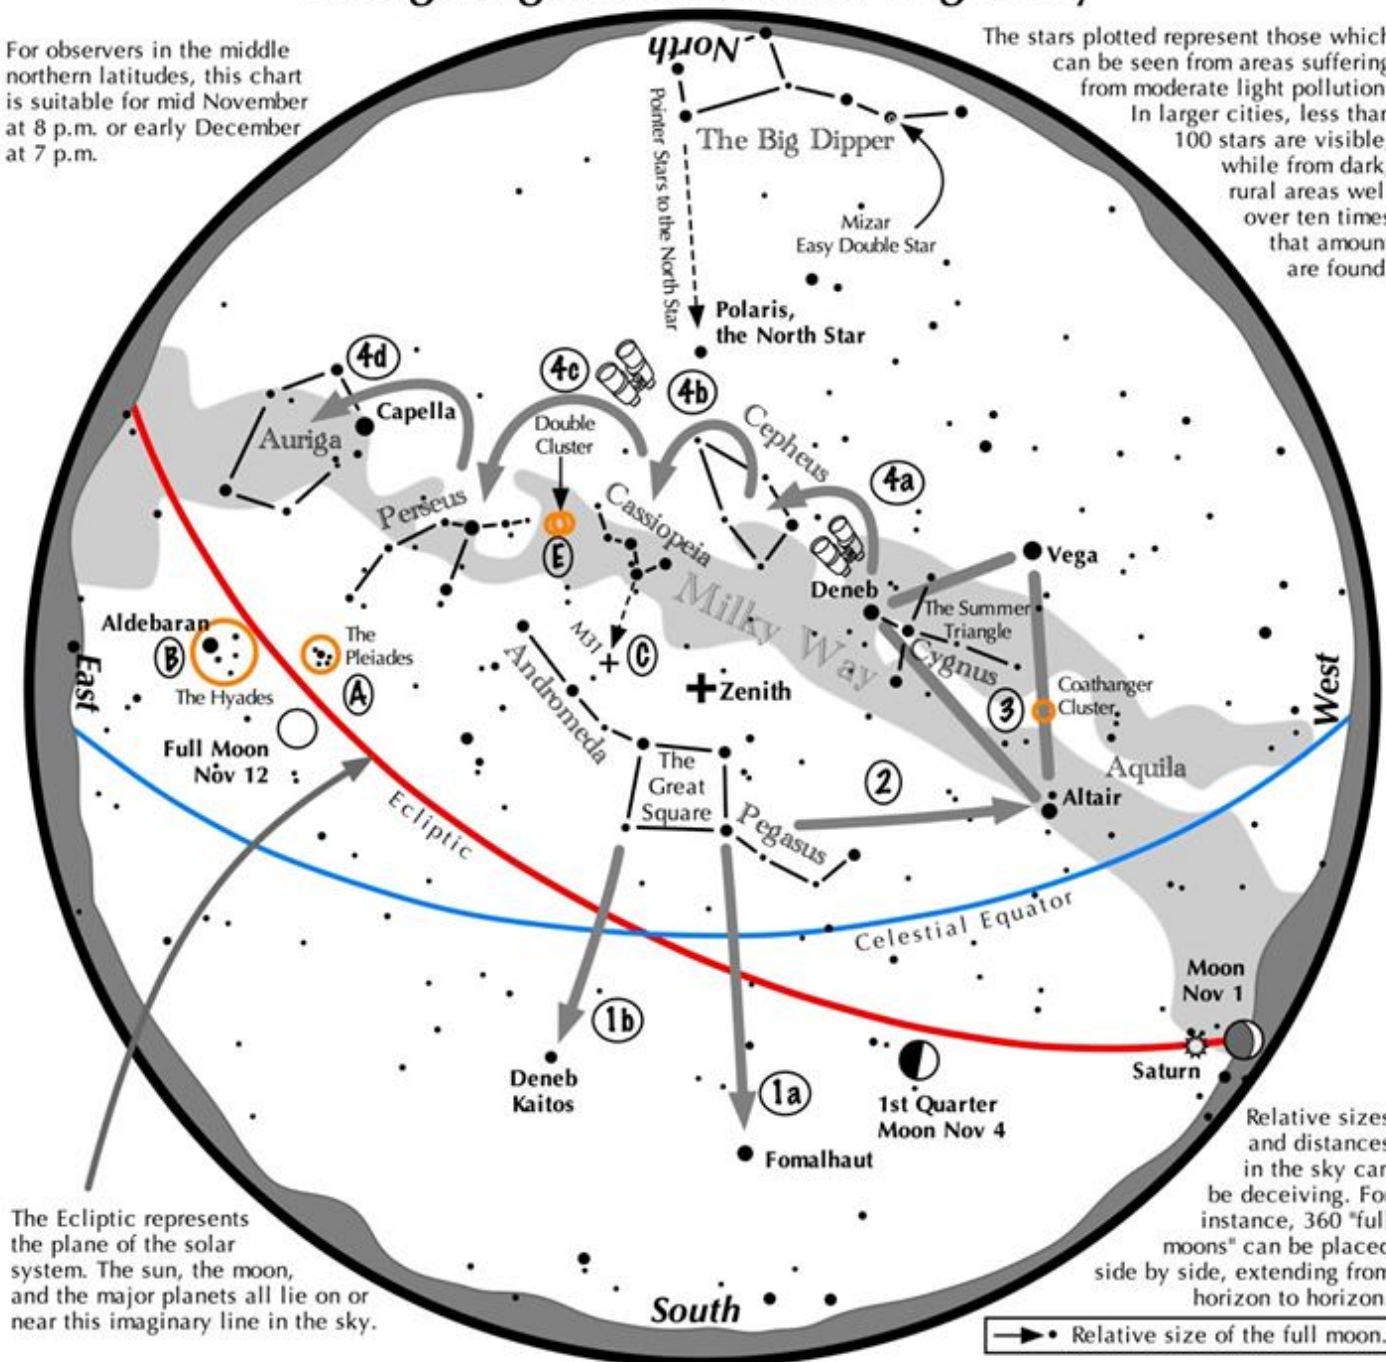 For observers in the middle
northern latitudes, this chart
is suitable for mid November
at 8 p.m. or early December
at 7 p.m.
The stars plotted represent those which
can be seen from areas suffering
from moderate light pollution
In larger cities, less than
100 stars are visible,
while from dark,
rural areas wel
over ten times
that amoun
are found
North
Pointer Stars to the North Star
The Big Dipper
Mizar
Easy Double Star
Polaris,
the North Star
4d
4c
4b
4a
Capella
Auriga
Double
Cluster
Cepheus
Perseus
Cassiopeia
E
Vega
Deneb
Milky Way
The Summer
Triangle
Cygnus
Aldebaran
B
The Hyades
The
Pleiades
A
M31
C
Andromeda
Zenith
3
Coathanger
Cluster
East
West
Full Moon
Nov 12
The
Great
Square
Pegasus
2
Aquila
Altair
Ecliptic
Celestial Equator
Moon
Nov 1
Saturn
1b
Deneb
Kaitos
1a
1st Quarter
Moon Nov 4
Fomalhaut
The Ecliptic represents
the plane of the solar
system. The sun, the moon,
and the major planets all lie on or
near this imaginary line in the sky.
Relative sizes
and distances
in the sky can
be deceiving. For
instance, 360 "full
moons" can be placed
side by side, extending from
horizon to horizon
South
Relative size of the full moon.